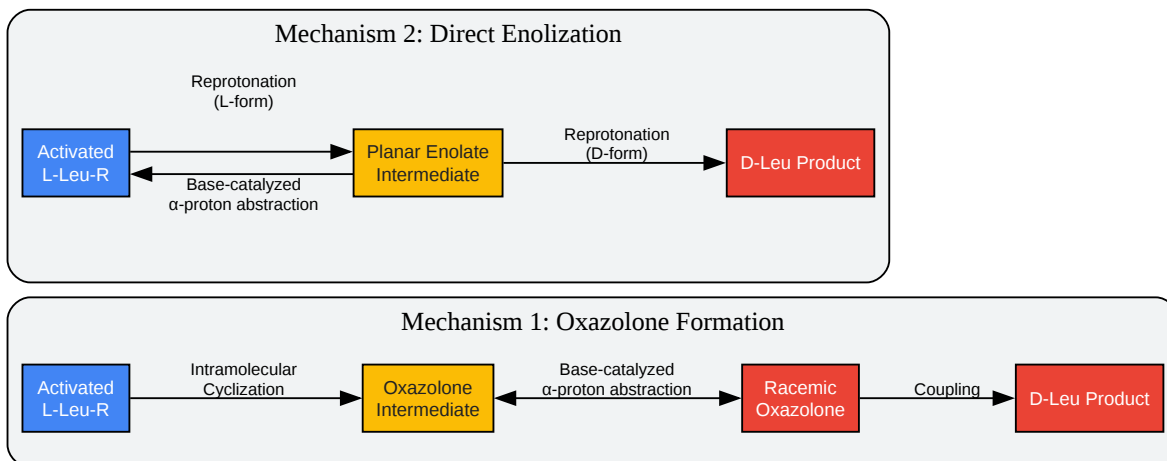 Mechanism 2: Direct Enolization
Reprotonation
(L-form)
Activated
L-Leu-R
Planar Enolate
Intermediate
Reprotonation
(D-form)
D-Leu Product
Base-catalyzed
α-proton abstraction
Mechanism 1: Oxazolone Formation
Activated
L-Leu-R
Intramolecular
Cyclization
Oxazolone
Intermediate
Base-catalyzed
α-proton abstraction
Racemic
Oxazolone
Coupling
D-Leu Product